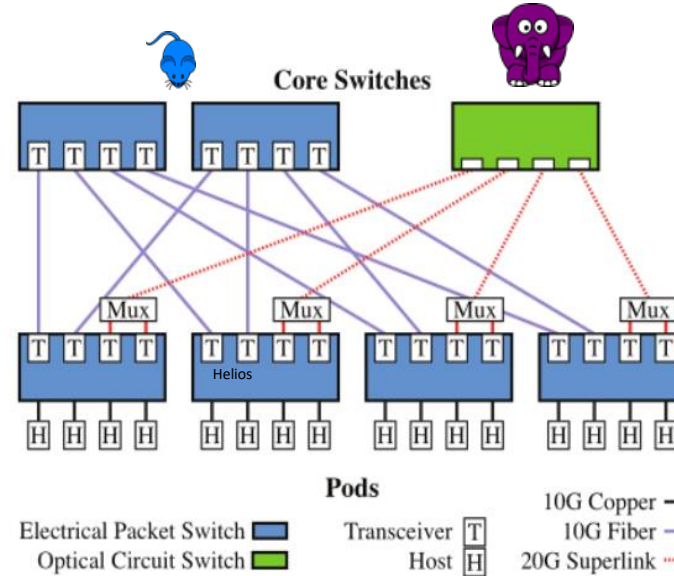 Core Switches
T T T T T T T T
Mux Mux Mux Mux
T T T T T T T T T T T T T T T T
Helios
H H H H H H H H H H H H H H H H
Pods
Electrical Packet Switch
Optical Circuit Switch
Transceiver T
Host H
10G Copper
10G Fiber
20G Superlink